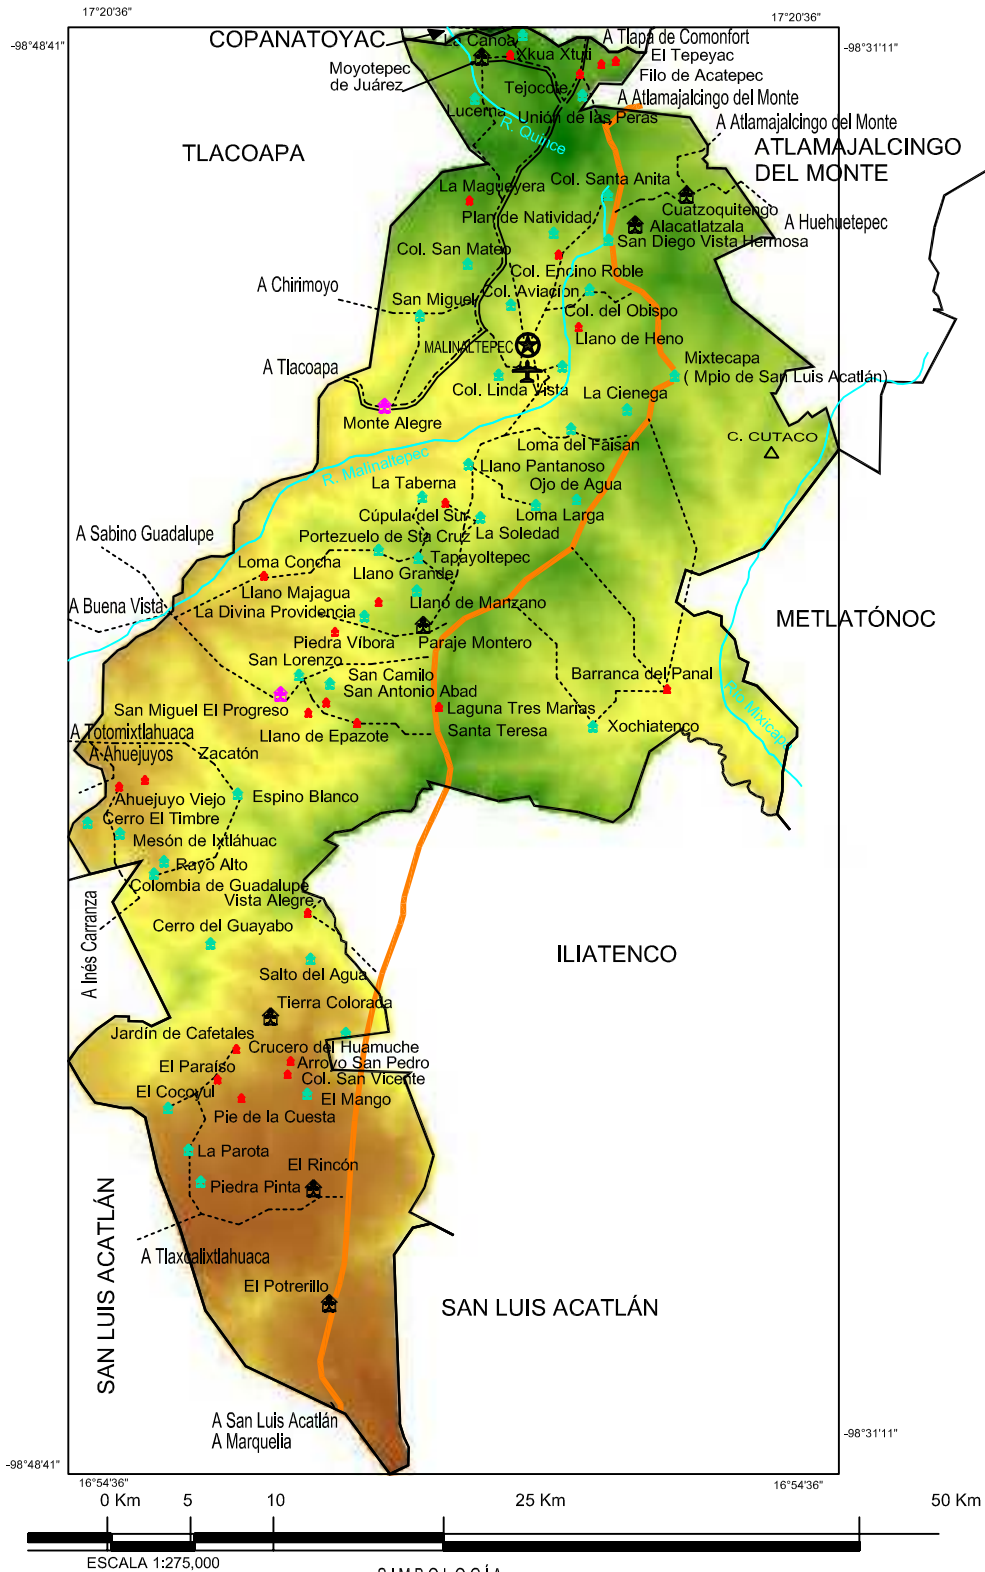 17°20'36"
17°20'36"
-98°48'41"
-98°31'11"
COPANATOYAC
La Canoa
A Tlapa de Comonfort
Xkua Xtuti
El Tepeyac
Moyotepec
de Juárez
Filo de Acatepec
Tejocote
A Atlamajalcingo del Monte
Lucerna
Unión de las Peras
R. Quince
A Atlamajalcingo del Monte
TLACOAPA
ATLAMAJALCINGO
DEL MONTE
Col. Santa Anita
La Magueyera
Cuatzoquitengo
Plan de Natividad
Alacatlatzala
A Huehuetepec
San Diego Vista Hermosa
Col. San Mateo
Col. Encino Roble
A Chirimoyo
San Miguel
Col. Aviación
Col. del Obispo
Llano de Heno
MALINALTEPEC
A Tlacoapa
Mixtecapa
( Mpio de San Luis Acatlán)
Col. Linda Vista
La Cienega
Monte Alegre
Loma del Faisan
C. CUTACO
R. Malinaltepec
Llano Pantanoso
La Taberna
Ojo de Agua
Cúpula del Sur
Loma Larga
A Sabino Guadalupe
Portezuelo de Sta Cruz
La Soledad
Loma Concha
Tapayoltepec
Llano Grande
Llano Majagua
A Buena Vista
La Divina Providencia
Llano de Manzano
METLATÓNOC
Piedra Víbora
Paraje Montero
San Lorenzo
San Camilo
Barranca del Panal
San Antonio Abad
Río Mixicapa
San Miguel El Progreso
Laguna Tres Marias
A Totomixtlahuaca
Llano de Epazote
Santa Teresa
Xochiatenco
A Ahuejuyos
Zacatón
Ahuejuyo Viejo
Espino Blanco
Cerro El Timbre
Mesón de Ixtláhuac
Rayo Alto
Colombia de Guadalupe
Vista Alegre
A Inés Carranza
Cerro del Guayabo
ILIATENCO
Salto del Agua
Tierra Colorada
Jardín de Cafetales
Crucero del Huamuche
El Paraíso
Arroyo San Pedro
Col. San Vicente
El Cocoyul
El Mango
Pie de la Cuesta
La Parota
El Rincón
Piedra Pinta
SAN LUIS ACATLÁN
A Tlaxcalixtlahuaca
El Potrerillo
SAN LUIS ACATLÁN
A San Luis Acatlán
A Marquelia
-98°31'11"
-98°48'41"
16°54'36"
16°54'36"
0 Km 5 10 25 Km 50 Km
ESCALA 1:275,000
SIMBOLOGÍA